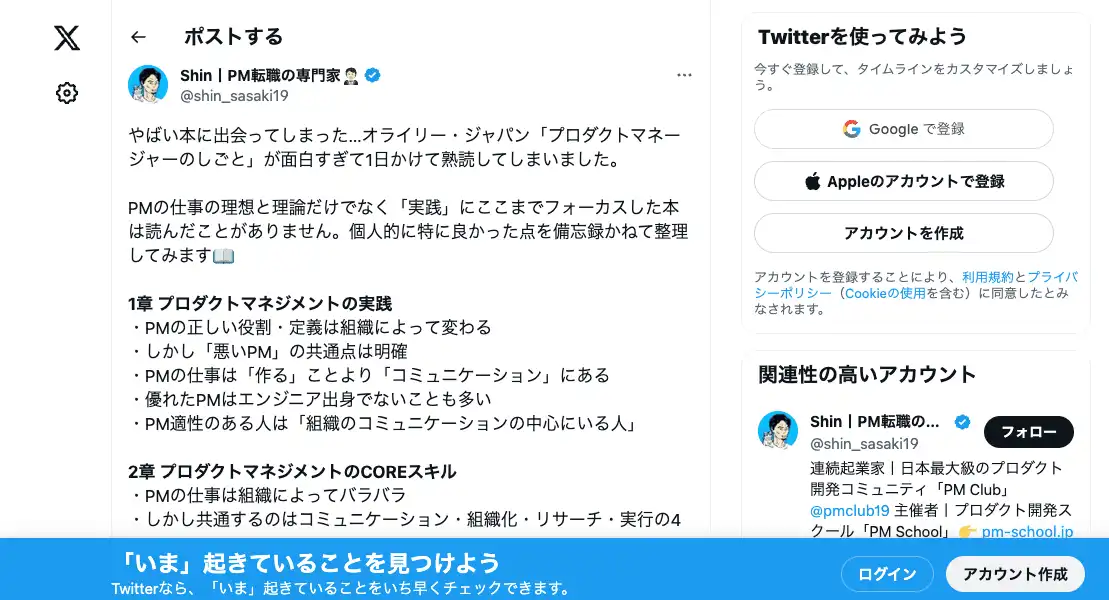 ポストする
Shin｜PM転職の専門家
@shin_sasaki19
やばい本に出会ってしまった...オライリー・ジャパン「プロダクトマネー
ジャーのしごと」が面白すぎて1日かけて熟読してしまいました。
PMの仕事の理想と理論だけでなく「実践」にここまでフォーカスした本
は読んだことがありません。個人的に特に良かった点を備忘録かねて整理
してみます📖
1章 プロダクトマネジメントの実践
・PMの正しい役割・定義は組織によって変わる
・しかし「悪いPM」の共通点は明確
・PMの仕事は「作る」ことより「コミュニケーション」にある
・優れたPMはエンジニア出身でないことも多い
・PM適性のある人は「組織のコミュニケーションの中心にいる人」
2章 プロダクトマネジメントのCOREスキル
・PMの仕事は組織によってバラバラ
・しかし共通するのはコミュニケーション・組織化・リサーチ・実行の4
Twitterを使ってみよう
今すぐ登録して、タイムラインをカスタマイズしましょ
う。
Google で登録
Appleのアカウントで登録
アカウントを作成
アカウントを登録することにより、利用規約とプライバ
シーポリシー（Cookieの使用を含む）に同意したとみ
なされます。
関連性の高いアカウント
Shin｜PM転職の...
@shin_sasaki19
フォロー
連続起業家｜日本最大級のプロダクト
開発コミュニティ「PM Club」
@pmclub19 主催者｜プロダクト開発ス
クール「PM School」👉 pm-school.jp
「いま」起きていることを見つけよう
Twitterなら、「いま」起きていることをいち早くチェックできます。
ログイン
アカウント作成